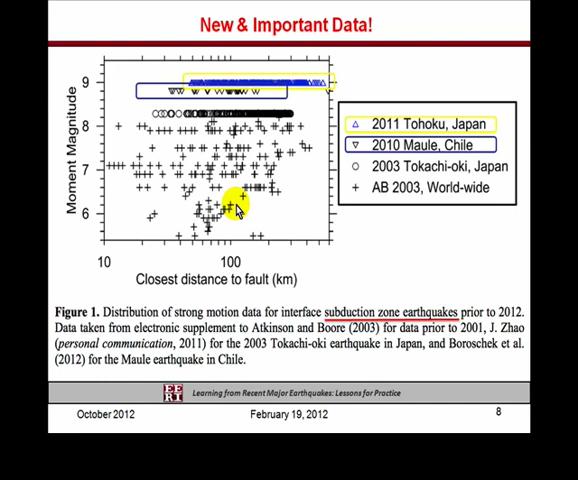 New & Important Data!
Moment Magnitude
9
8
7
6
10
100
Closest distance to fault (km)
2011 Tohoku, Japan
2010 Maule, Chile
2003 Tokachi-oki, Japan
AB 2003, World-wide
Figure 1. Distribution of strong motion data for interface subduction zone earthquakes prior to 2012.
Data taken from electronic supplement to Atkinson and Boore (2003) for data prior to 2001, J. Zhao
(personal communication, 2011) for the 2003 Tokachi-oki earthquake in Japan, and Boroschek et al.
(2012) for the Maule earthquake in Chile.
EERI
Learning from Recent Major Earthquakes: Lessons for Practice
October 2012
February 19, 2012
8